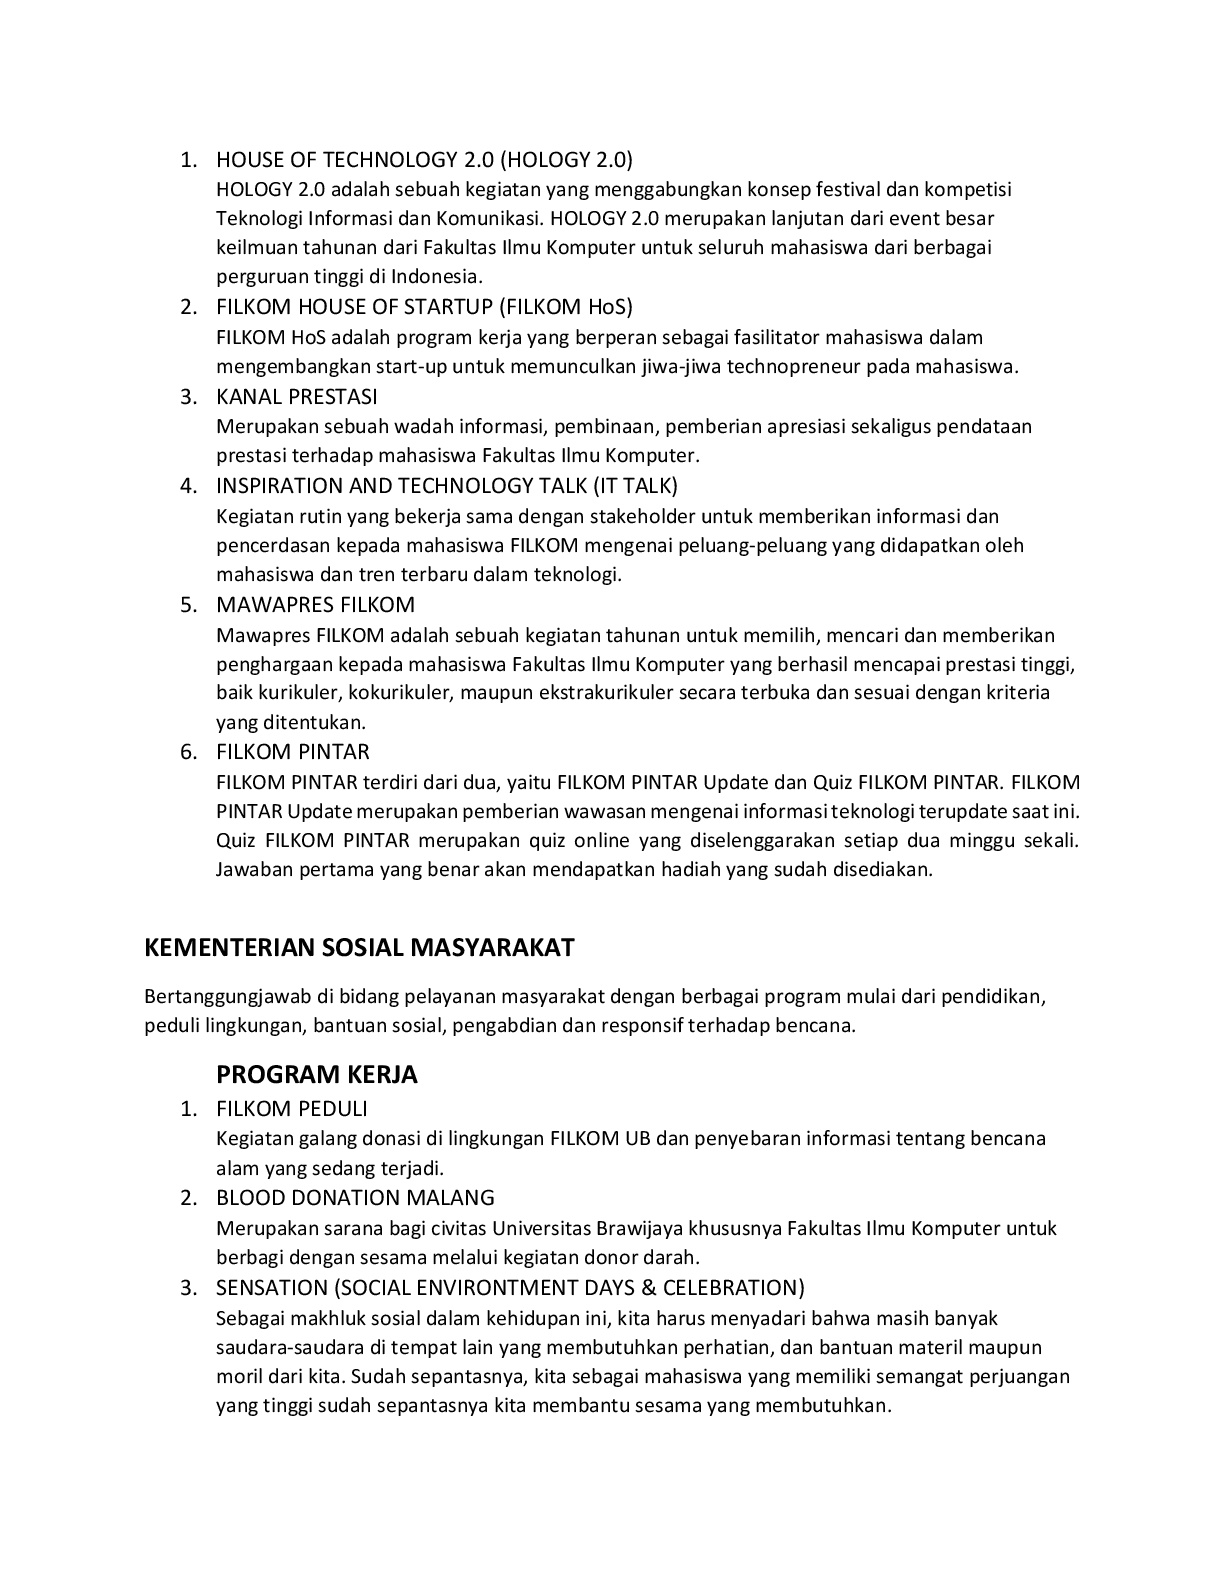 1. HOUSE OF TECHNOLOGY 2.0 (HOLOGY 2.0)
HOLOGY 2.0 adalah sebuah kegiatan yang menggabungkan konsep festival dan kompetisi
Teknologi Informasi dan Komunikasi. HOLOGY 2.0 merupakan lanjutan dari event besar
keilmuan tahunan dari Fakultas Ilmu Komputer untuk seluruh mahasiswa dari berbagai
perguruan tinggi di Indonesia.
2. FILKOM HOUSE OF STARTUP (FILKOM HoS)
FILKOM HoS adalah program kerja yang berperan sebagai fasilitator mahasiswa dalam
mengembangkan start-up untuk memunculkan jiwa-jiwa technopreneur pada mahasiswa.
3. KANAL PRESTASI
Merupakan sebuah wadah informasi, pembinaan, pemberian apresiasi sekaligus pendataan
prestasi terhadap mahasiswa Fakultas Ilmu Komputer.
4. INSPIRATION AND TECHNOLOGY TALK (IT TALK)
Kegiatan rutin yang bekerja sama dengan stakeholder untuk memberikan informasi dan
pencerdasan kepada mahasiswa FILKOM mengenai peluang-peluang yang didapatkan oleh
mahasiswa dan tren terbaru dalam teknologi.
5. MAWAPRES FILKOM
Mawapres FILKOM adalah sebuah kegiatan tahunan untuk memilih, mencari dan memberikan
penghargaan kepada mahasiswa Fakultas Ilmu Komputer yang berhasil mencapai prestasi tinggi,
baik kurikuler, kokurikuler, maupun ekstrakurikuler secara terbuka dan sesuai dengan kriteria
yang ditentukan.
6. FILKOM PINTAR
FILKOM PINTAR terdiri dari dua, yaitu FILKOM PINTAR Update dan Quiz FILKOM PINTAR. FILKOM
PINTAR Update merupakan pemberian wawasan mengenai informasi teknologi terupdate saat ini.
Quiz FILKOM PINTAR merupakan quiz online yang diselenggarakan setiap dua minggu sekali.
Jawaban pertama yang benar akan mendapatkan hadiah yang sudah disediakan.
KEMENTERIAN SOSIAL MASYARAKAT
Bertanggungjawab di bidang pelayanan masyarakat dengan berbagai program mulai dari pendidikan,
peduli lingkungan, bantuan sosial, pengabdian dan responsif terhadap bencana.
PROGRAM KERJA
1. FILKOM PEDULI
Kegiatan galang donasi di lingkungan FILKOM UB dan penyebaran informasi tentang bencana
alam yang sedang terjadi.
2. BLOOD DONATION MALANG
Merupakan sarana bagi civitas Universitas Brawijaya khususnya Fakultas Ilmu Komputer untuk
berbagi dengan sesama melalui kegiatan donor darah.
3. SENSATION (SOCIAL ENVIRONTMENT DAYS & CELEBRATION)
Sebagai makhluk sosial dalam kehidupan ini, kita harus menyadari bahwa masih banyak
saudara-saudara di tempat lain yang membutuhkan perhatian, dan bantuan materil maupun
moril dari kita. Sudah sepantasnya, kita sebagai mahasiswa yang memiliki semangat perjuangan
yang tinggi sudah sepantasnya kita membantu sesama yang membutuhkan.